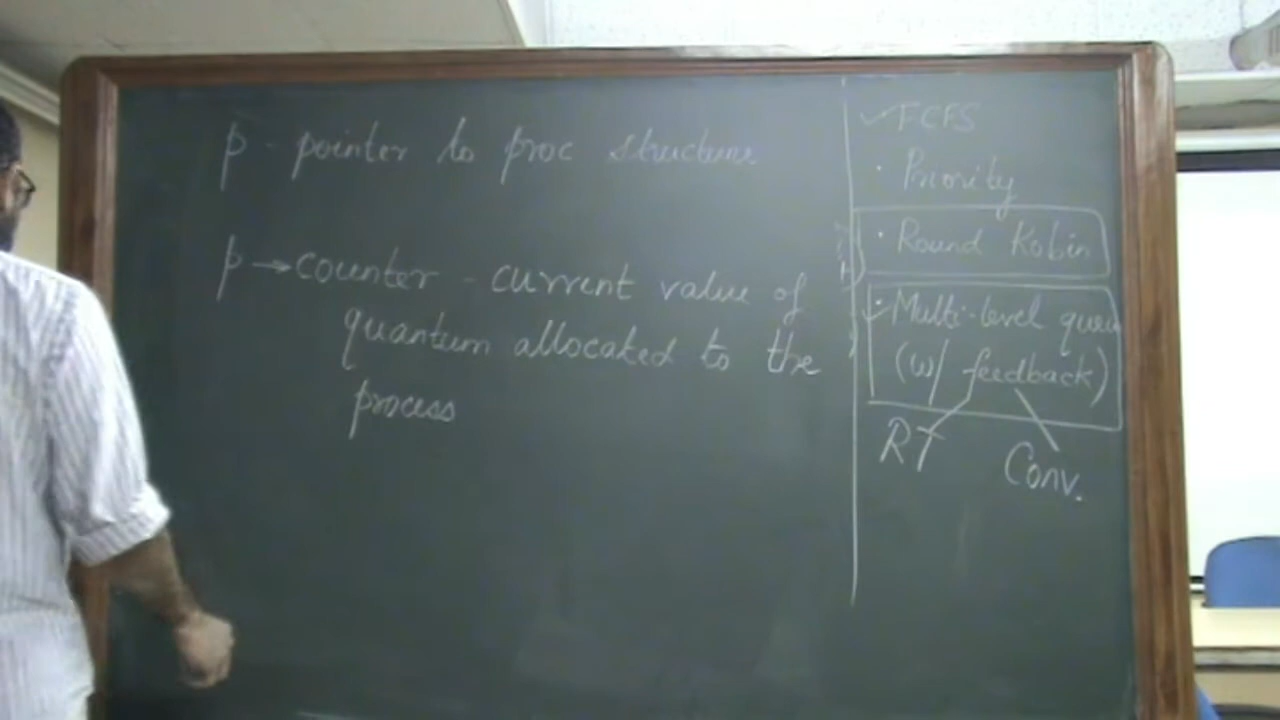 p - pointer to proc structure
p → counter - current value of
quantum allocated to the
process
✓ FCFS
· Priority
· Round Robin
✓ Multi-level queu
(w/ feedback)
RT
Conv.